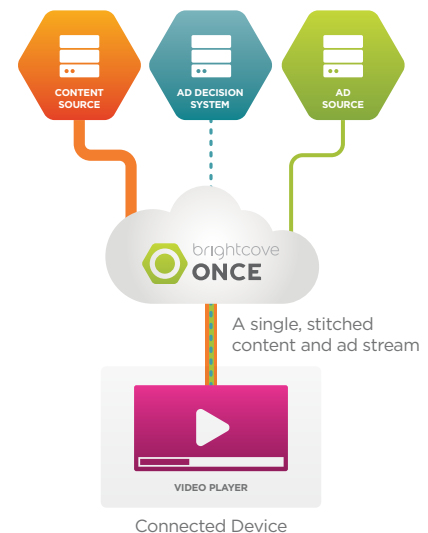 CONTENT
SOURCE
AD DECISION
SYSTEM
AD
SOURCE
brightcove
ONCE
A single, stitched
content and ad stream
VIDEO PLAYER
Connected Device